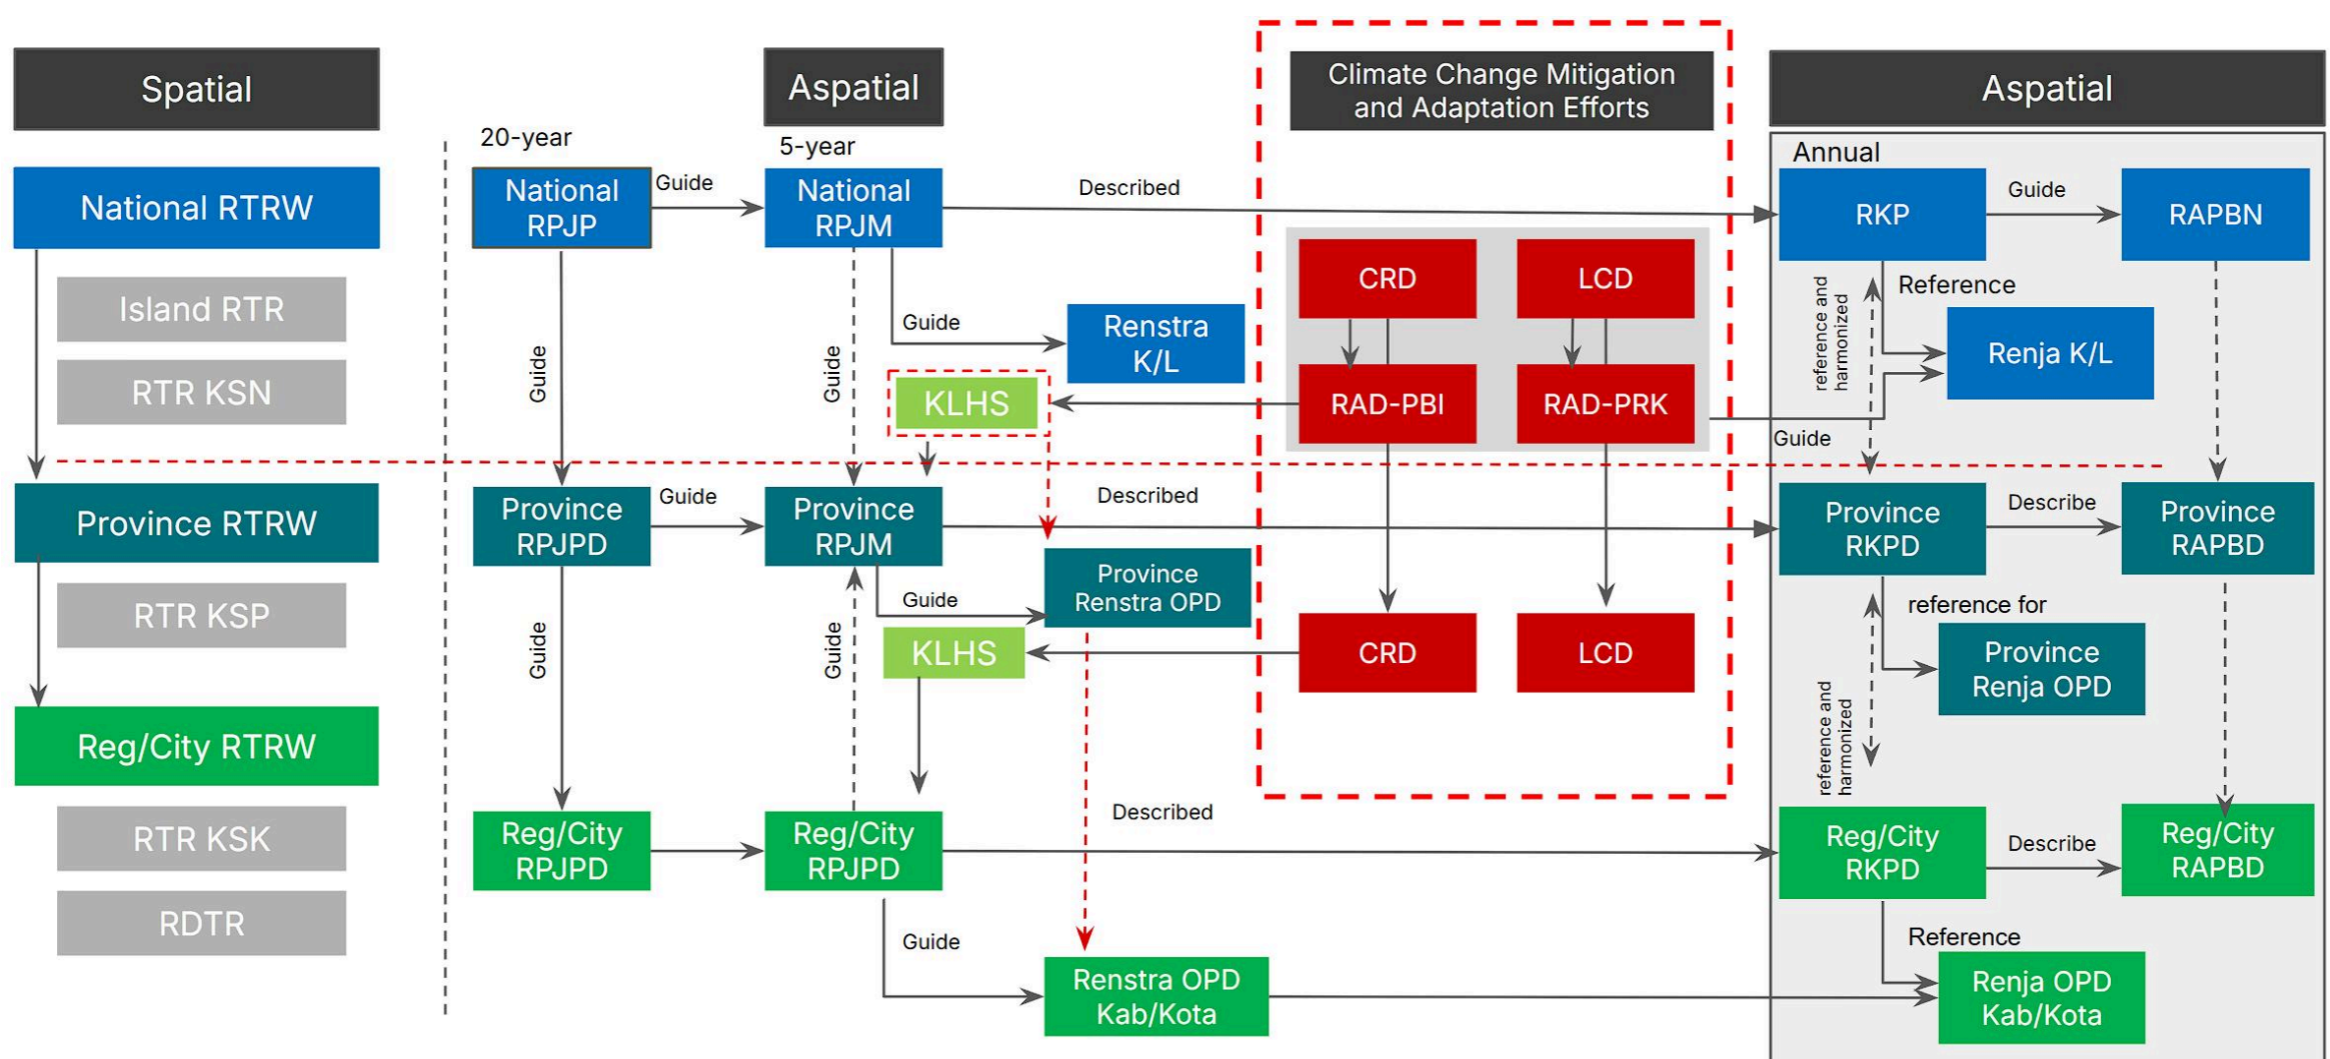 Spatial
National RTRW
Island RTR
RTR KSN
Province RTRW
RTR KSP
Reg/City RTRW
RTR KSK
RDTR
Aspatial
20-year
5-year
National
RPJP
Guide
National
RPJM
Described
Guide
Guide
Guide
Renstra
K/L
KLHS
Province
RPJPD
Guide
Province
RPJM
Described
Guide
Province
Renstra OPD
Guide
Guide
KLHS
Reg/City
RPJPD
Reg/City
RPJPD
Described
Guide
Renstra OPD
Kab/Kota
Climate Change Mitigation
and Adaptation Efforts
CRD
LCD
RAD-PBI
RAD-PRK
CRD
LCD
Aspatial
Annual
RKP
Guide
RAPBN
reference and
harmonized
Reference
Renja K/L
Guide
Province
RKPD
Describe
Province
RAPBD
reference for
Province
Renja OPD
reference and
harmonized
Reg/City
RKPD
Describe
Reg/City
RAPBD
Reference
Renja OPD
Kab/Kota